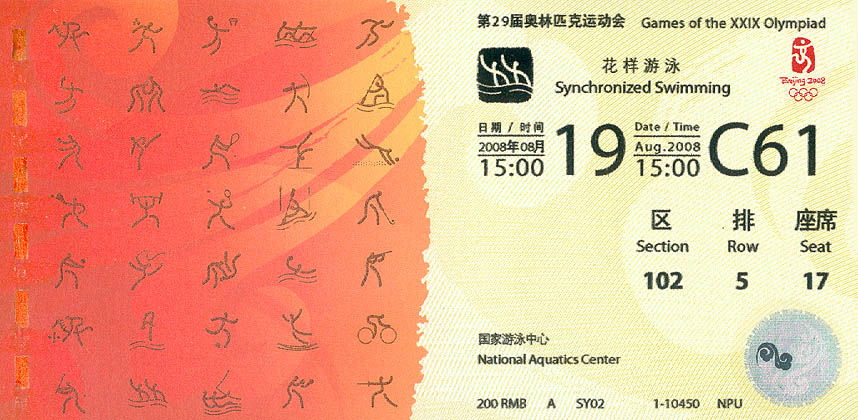 第29届奥林匹克运动会 Games of the XXIX Olympiad
Beijing 2008
花样游泳
Synchronized Swimming
日期 / 时间
2008年08月
15:00
19
Date / Time
Aug.2008
15:00
C61
区 排 座席
Section Row Seat
102 5 17
国家游泳中心
National Aquatics Center
200 RMB A SY02 1-10450 NPU